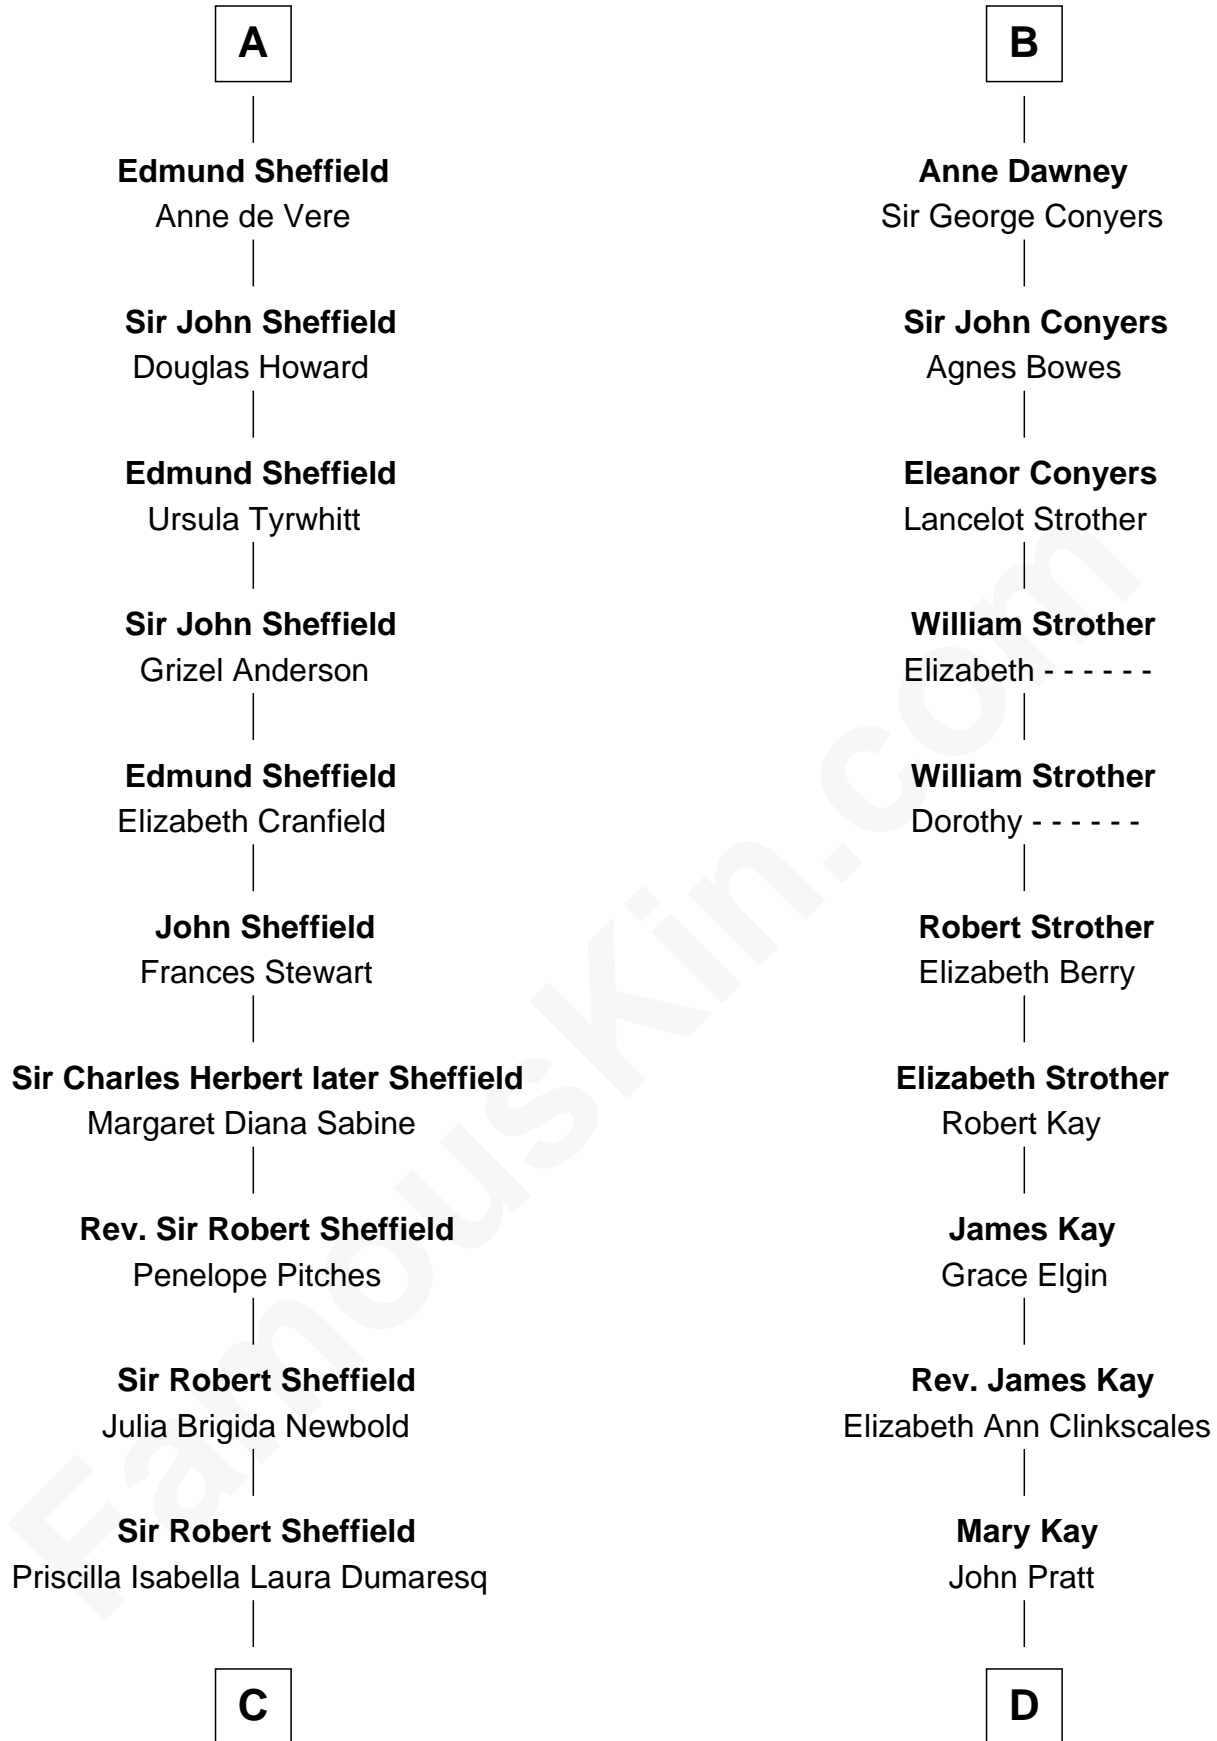 A
Edmund Sheffield
Anne de Vere
Sir John Sheffield
Douglas Howard
Edmund Sheffield
Ursula Tyrwhitt
Sir John Sheffield
Grizel Anderson
Edmund Sheffield
Elizabeth Cranfield
John Sheffield
Frances Stewart
Sir Charles Herbert later Sheffield
Margaret Diana Sabine
Rev. Sir Robert Sheffield
Penelope Pitches
Sir Robert Sheffield
Julia Brigida Newbold
Sir Robert Sheffield
Priscilla Isabella Laura Dumaresq
C
B
Anne Dawney
Sir George Conyers
Sir John Conyers
Agnes Bowes
Eleanor Conyers
Lancelot Strother
William Strother
Elizabeth - - - - - -
William Strother
Dorothy - - - - - -
Robert Strother
Elizabeth Berry
Elizabeth Strother
Robert Kay
James Kay
Grace Elgin
Rev. James Kay
Elizabeth Ann Clinkscales
Mary Kay
John Pratt
D
FamousKin.com